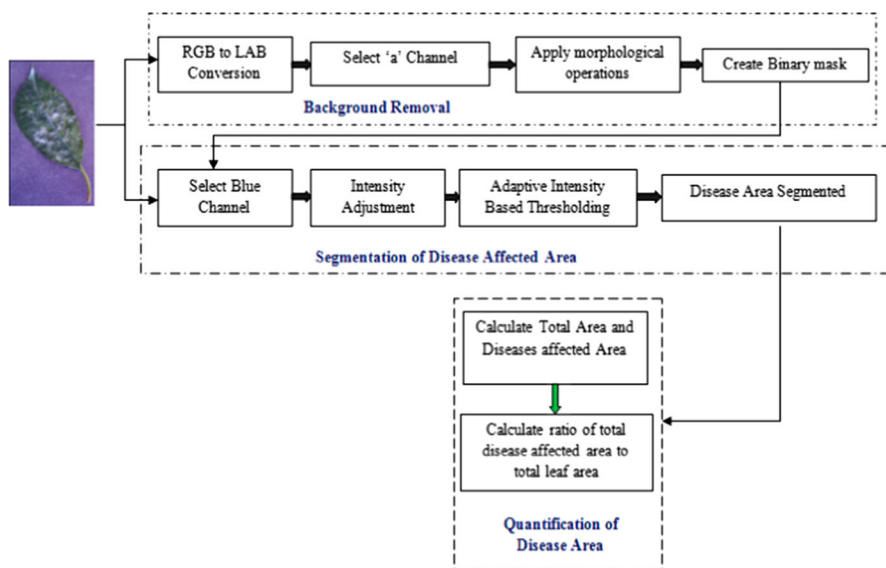 RGB to LAB
Conversion
Select ‘a’ Channel
Apply morphological
operations
Create Binary mask
Background Removal
Select Blue
Channel
Intensity
Adjustment
Adaptive Intensity
Based Thresholding
Disease Area Segmented
Segmentation of Disease Affected Area
Calculate Total Area and
Diseases affected Area
Calculate ratio of total
disease affected area to
total leaf area
Quantification of
Disease Area